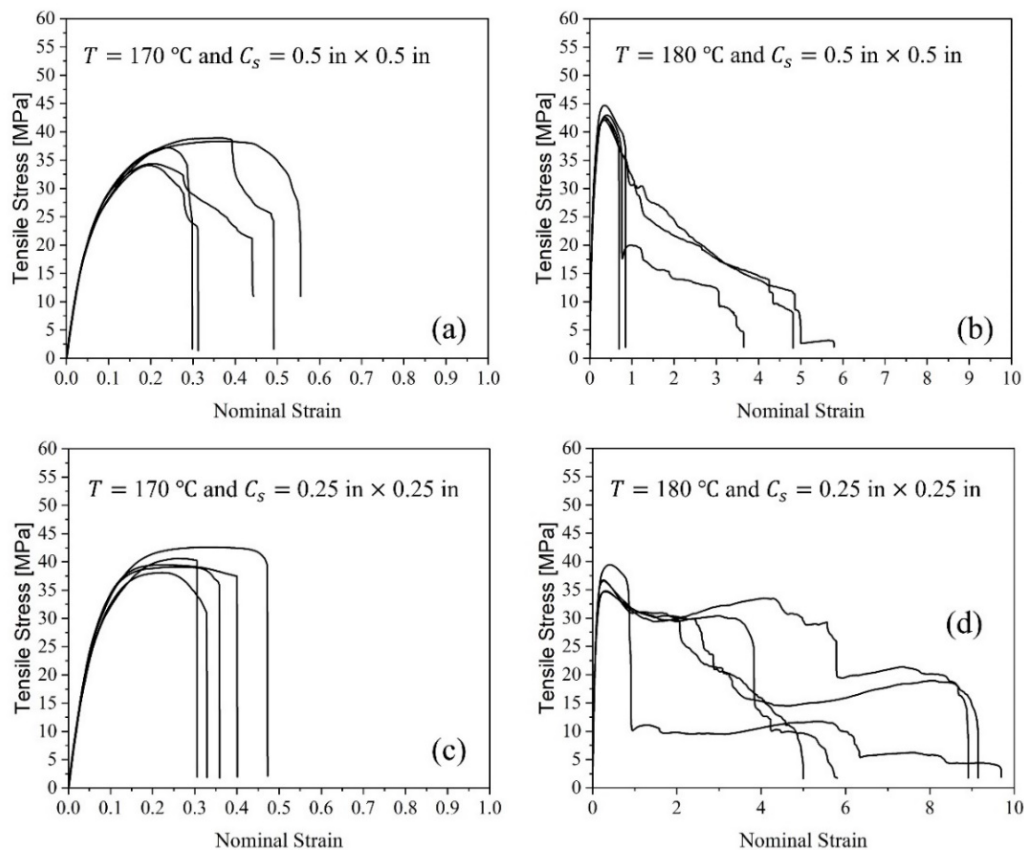 T = 170 °C and Cₛ = 0.5 in × 0.5 in
60
55
50
45
40
35
30
25
20
15
10
5
0
Tensile Stress [MPa]
(a)
0.0 0.1 0.2 0.3 0.4 0.5 0.6 0.7 0.8 0.9 1.0
Nominal Strain
T = 180 °C and Cₛ = 0.5 in × 0.5 in
60
55
50
45
40
35
30
25
20
15
10
5
0
Tensile Stress [MPa]
(b)
0 1 2 3 4 5 6 7 8 9 10
Nominal Strain
T = 170 °C and Cₛ = 0.25 in × 0.25 in
60
55
50
45
40
35
30
25
20
15
10
5
0
Tensile Stress [MPa]
(c)
0.0 0.1 0.2 0.3 0.4 0.5 0.6 0.7 0.8 0.9 1.0
Nominal Strain
T = 180 °C and Cₛ = 0.25 in × 0.25 in
60
55
50
45
40
35
30
25
20
15
10
5
0
Tensile Stress [MPa]
(d)
0 2 4 6 8 10
Nominal Strain